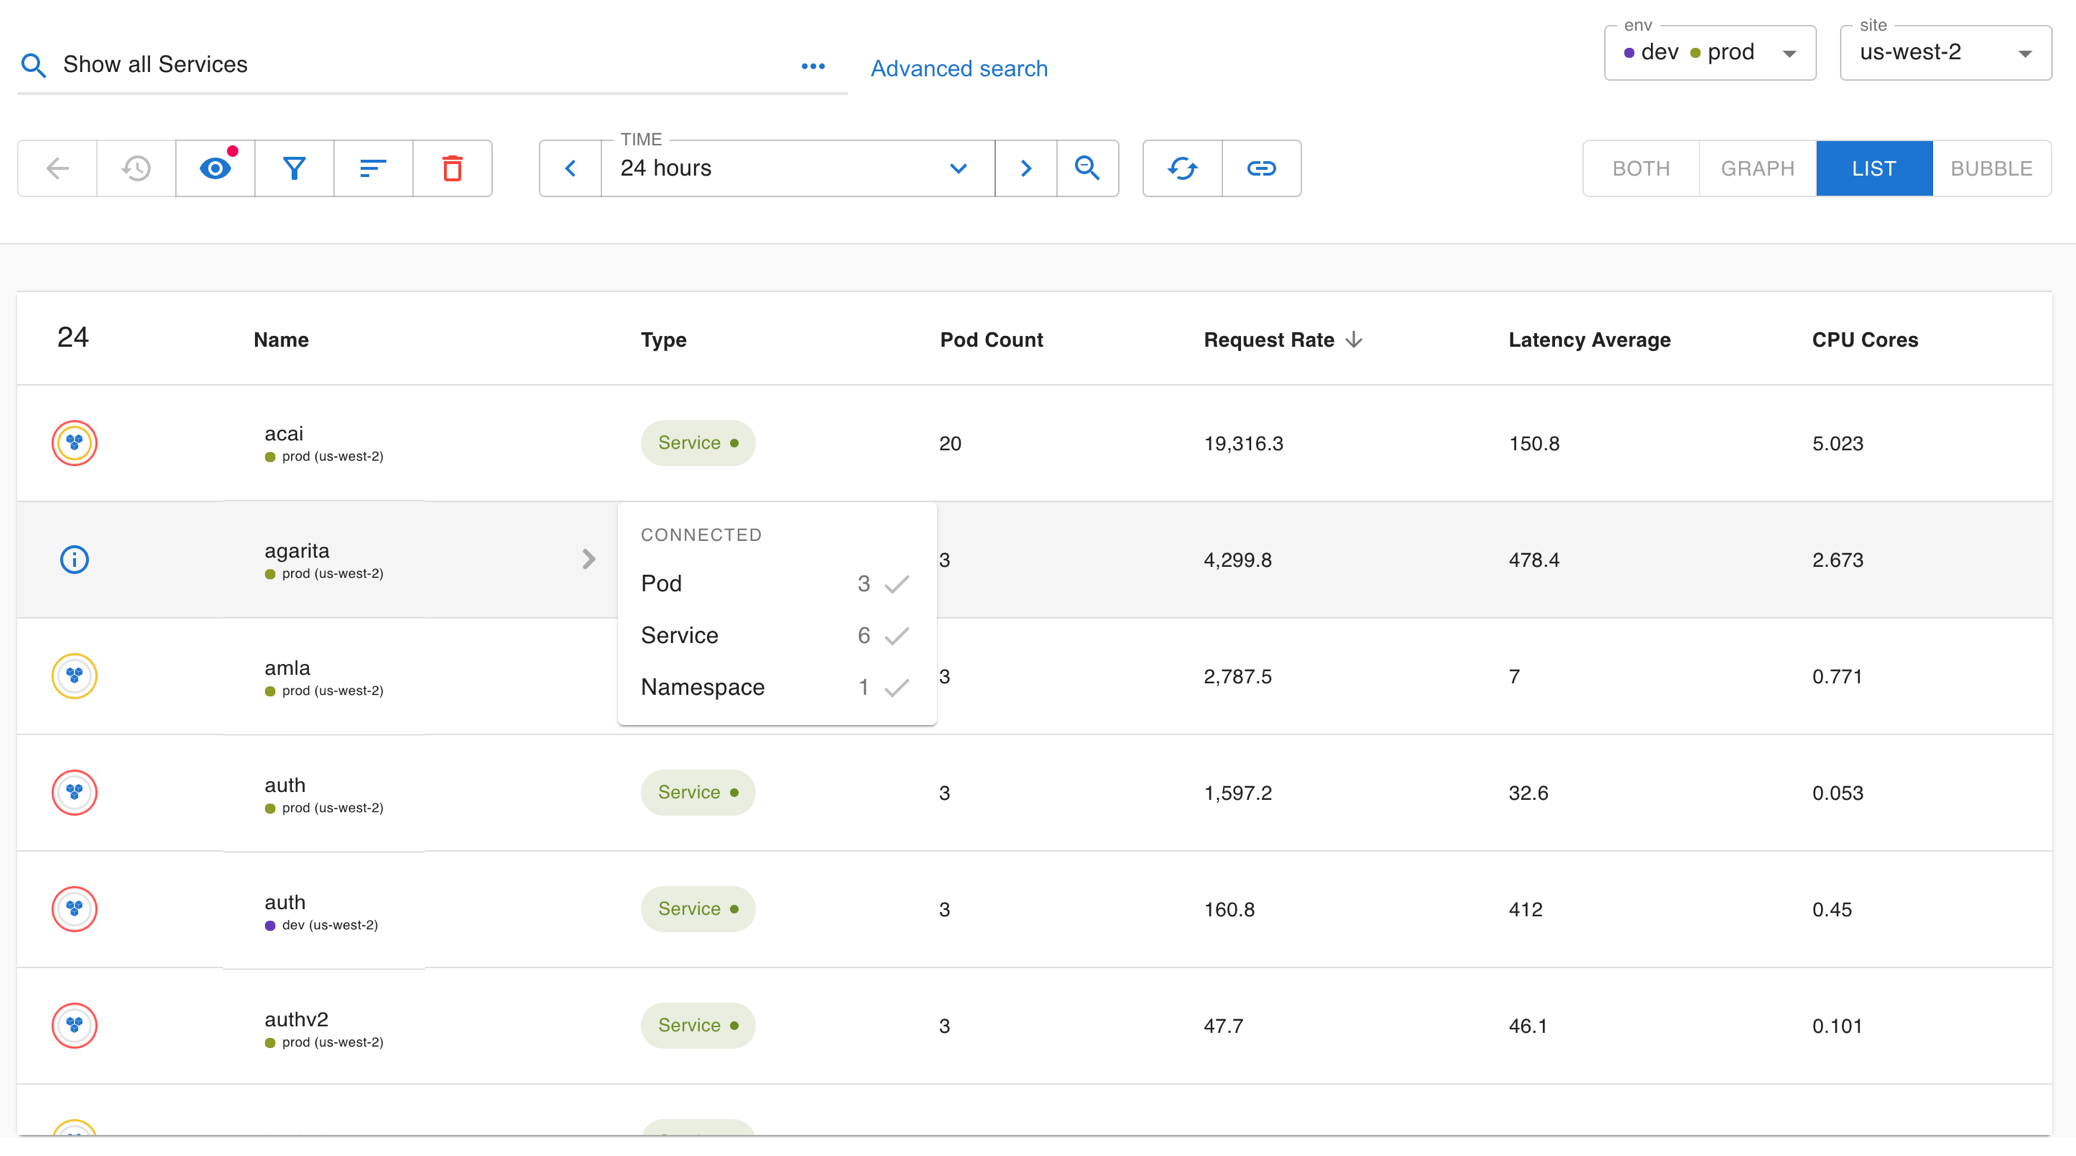 env
dev prod
site
us-west-2
Show all Services
Advanced search
TIME
24 hours
BOTH
GRAPH
LIST
BUBBLE
24
Name
Type
Pod Count
Request Rate
Latency Average
CPU Cores
acai
prod (us-west-2)
Service
20
19,316.3
150.8
5.023
agarita
prod (us-west-2)
3
4,299.8
478.4
2.673
CONNECTED
Pod 3
Service 6
Namespace 1
amla
prod (us-west-2)
3
2,787.5
7
0.771
auth
prod (us-west-2)
Service
3
1,597.2
32.6
0.053
auth
dev (us-west-2)
Service
3
160.8
412
0.45
authv2
prod (us-west-2)
Service
3
47.7
46.1
0.101